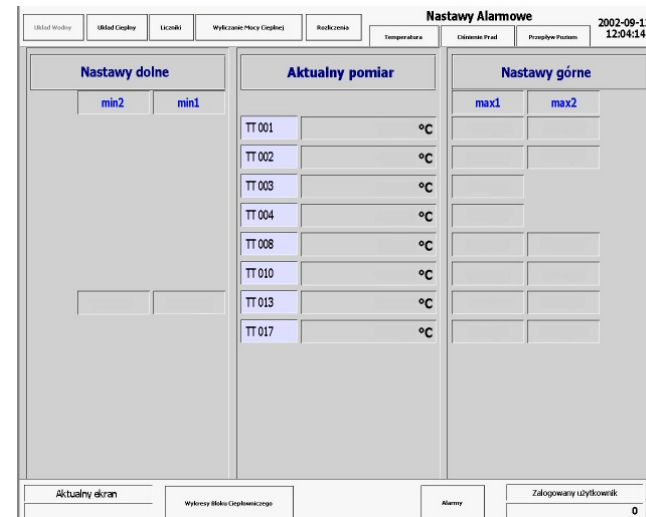 Układ Wodny
Układ Cieplny
Liczniki
Wyliczanie Mocy Cieplnej
Rozliczenia
Nastawy Alarmowe
Temperatura
Ciśnienie Prad
Przepływ Poziom
2002-09-1
12:04:14
Nastawy dolne
Aktualny pomiar
Nastawy górne
min2 min1
max1 max2
TT 001 °C
TT 002 °C
TT 003 °C
TT 004 °C
TT 008 °C
TT 010 °C
TT 013 °C
TT 017 °C
Aktualny ekran
Wykresy Bloku Ciepłowniczego
Alarmy
Zalogowany użytkownik
0